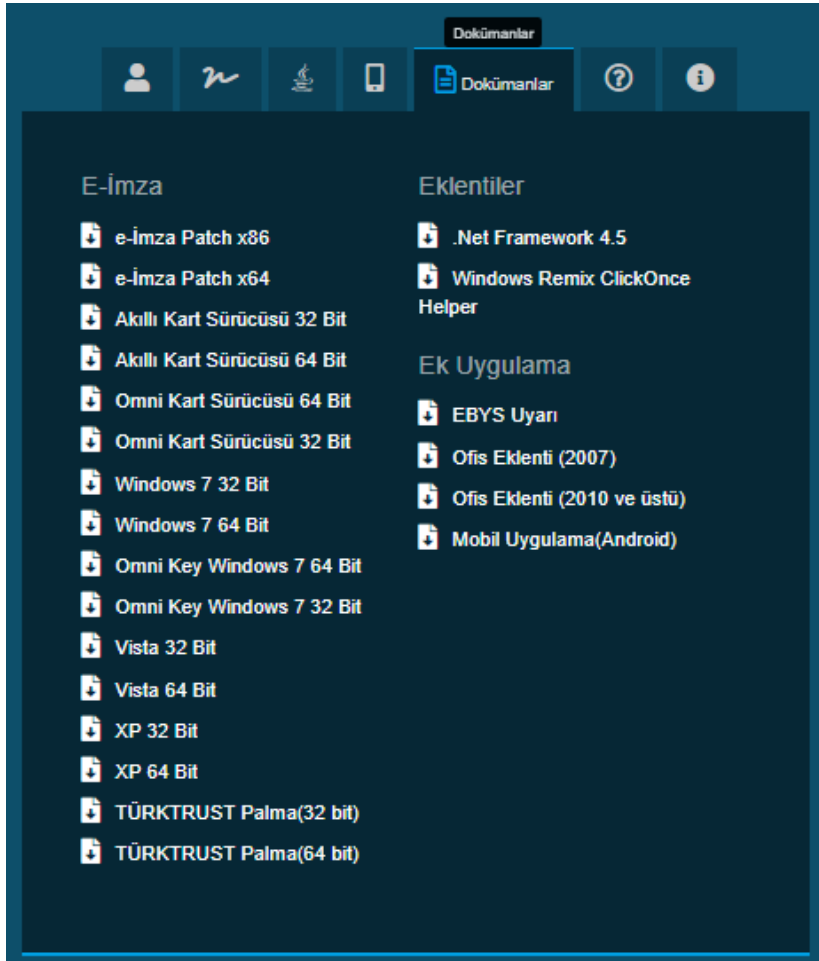 Dokümanlar
Dokümanlar
E-İmza
e-İmza Patch x86
e-İmza Patch x64
Akıllı Kart Sürücüsü 32 Bit
Akıllı Kart Sürücüsü 64 Bit
Omni Kart Sürücüsü 64 Bit
Omni Kart Sürücüsü 32 Bit
Windows 7 32 Bit
Windows 7 64 Bit
Omni Key Windows 7 64 Bit
Omni Key Windows 7 32 Bit
Vista 32 Bit
Vista 64 Bit
XP 32 Bit
XP 64 Bit
TÜRKTRUST Palma(32 bit)
TÜRKTRUST Palma(64 bit)
Eklentiler
.Net Framework 4.5
Windows Remix ClickOnce
Helper
Ek Uygulama
EBYS Uyarı
Ofis Eklenti (2007)
Ofis Eklenti (2010 ve üstü)
Mobil Uygulama(Android)